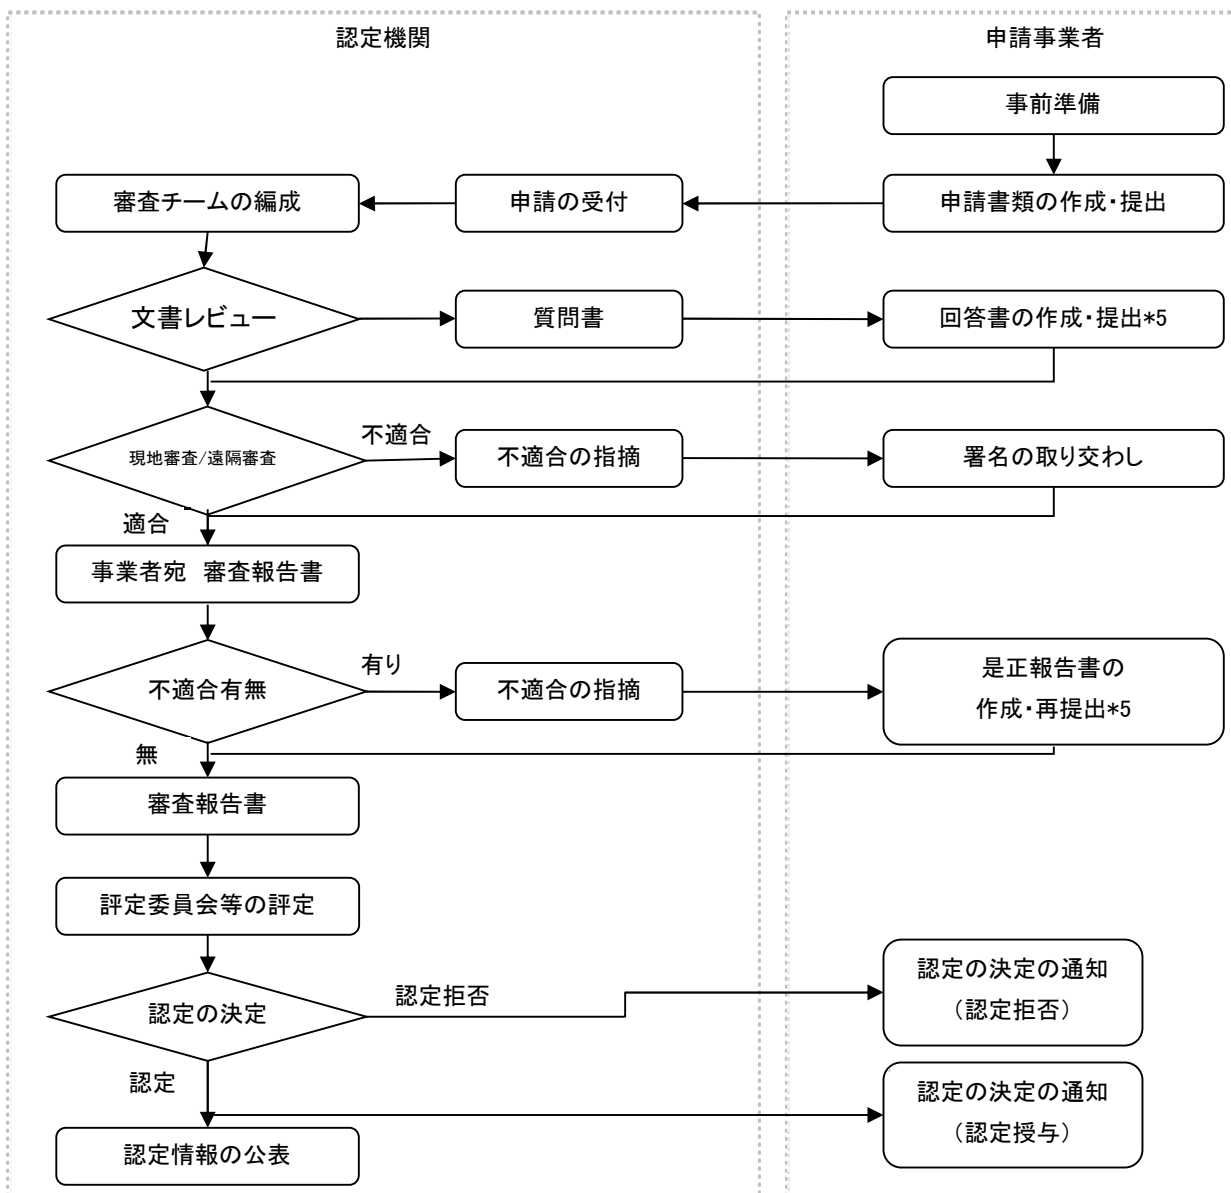 認定機関
申請事業者
事前準備
審査チームの編成
申請の受付
申請書類の作成・提出
文書レビュー
質問書
回答書の作成・提出*5
現地審査/遠隔審査
不適合
不適合の指摘
署名の取り交わし
適合
事業者宛 審査報告書
不適合有無
有り
不適合の指摘
是正報告書の
作成・再提出*5
無
審査報告書
評定委員会等の評定
認定の決定
認定拒否
認定の決定の通知
（認定拒否）
認定
認定の決定の通知
（認定授与）
認定情報の公表